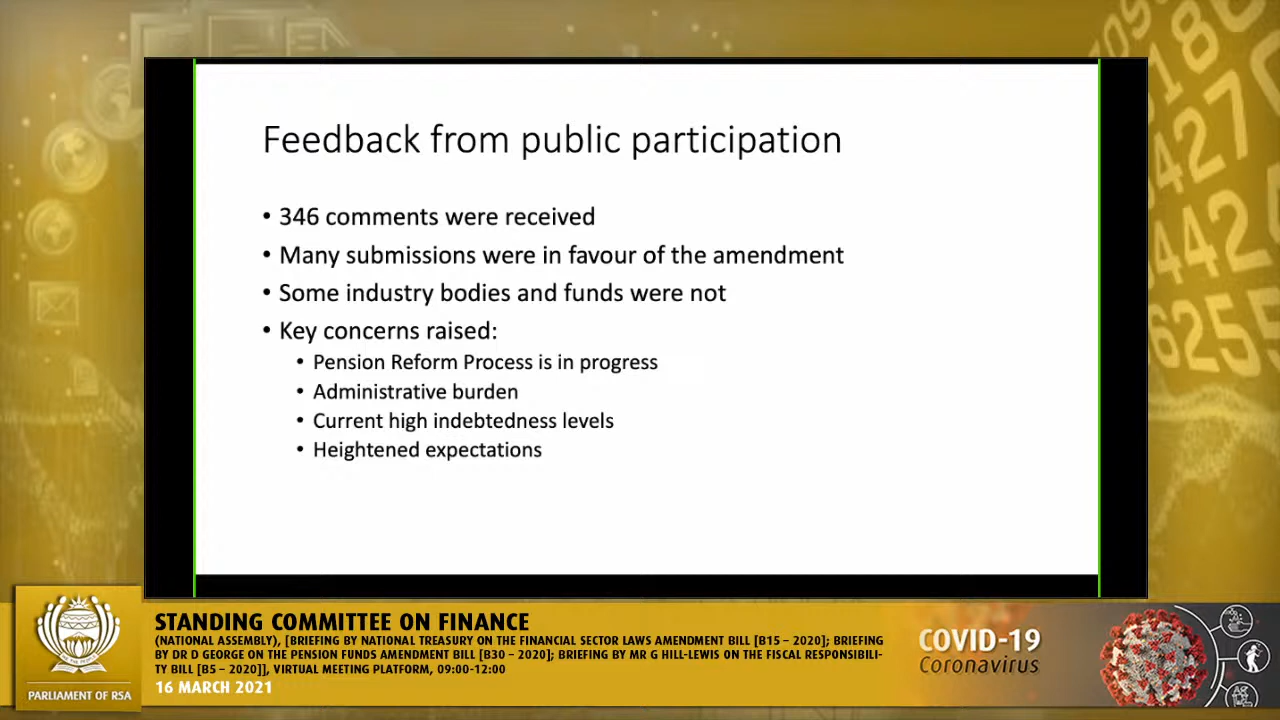 Feedback from public participation
• 346 comments were received
• Many submissions were in favour of the amendment
• Some industry bodies and funds were not
• Key concerns raised:
• Pension Reform Process is in progress
• Administrative burden
• Current high indebtedness levels
• Heightened expectations
STANDING COMMITTEE ON FINANCE
(NATIONAL ASSEMBLY), [BRIEFING BY NATIONAL TREASURY ON THE FINANCIAL SECTOR LAWS AMENDMENT BILL [B15 – 2020]; BRIEFING
BY DR D GEORGE ON THE PENSION FUNDS AMENDMENT BILL [B30 – 2020]; BRIEFING BY MR G HILL-LEWIS ON THE FISCAL RESPONSIBILI-
TY BILL [B5 – 2020]], VIRTUAL MEETING PLATFORM, 09:00-12:00
16 MARCH 2021
PARLIAMENT OF RSA
COVID-19
Coronavirus